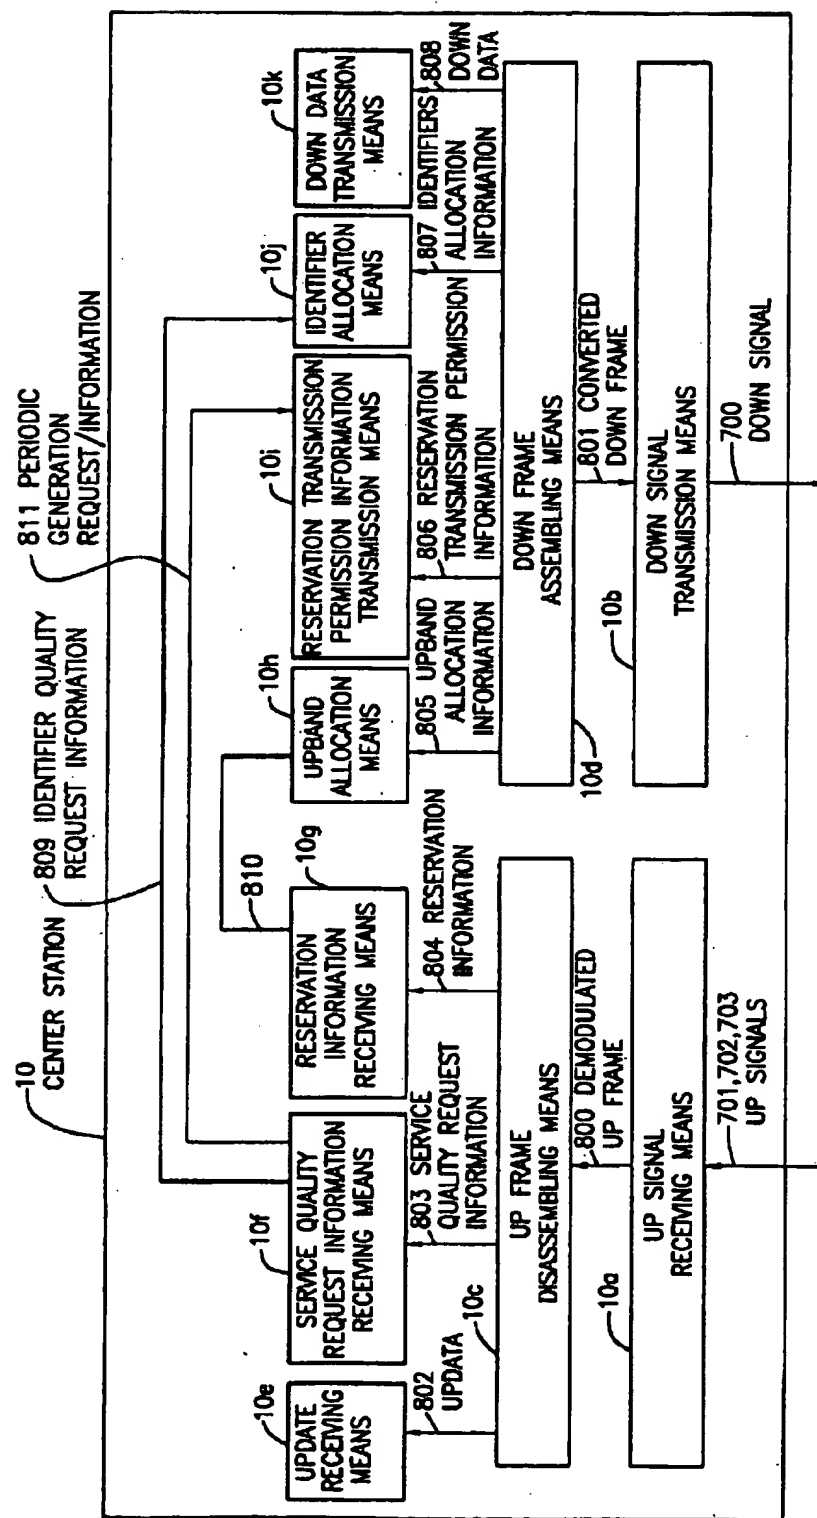 10
CENTER STATION
809 IDENTIFIER QUALITY
REQUEST INFORMATION
811 PERIODIC
GENERATION
REQUEST/INFORMATION
10e
UPDATE RECEIVING
MEANS
10f
SERVICE QUALITY
REQUEST INFORMATION
RECEIVING MEANS
810
10g
RESERVATION
INFORMATION
RECEIVING MEANS
10h
UPBAND
ALLOCATION
MEANS
10i
RESERVATION TRANSMISSION
PERMISSION INFORMATION
TRANSMISSION MEANS
10j
IDENTIFIER
ALLOCATION
MEANS
10k
DOWN DATA
TRANSMISSION
MEANS
802
UPDATA
803 SERVICE
QUALITY REQUEST
INFORMATION
804 RESERVATION
INFORMATION
805 UPBAND
ALLOCATION
INFORMATION
806 RESERVATION
TRANSMISSION PERMISSION
INFORMATION
807 IDENTIFIERS
ALLOCATION
INFORMATION
808
DOWN
DATA
10c
UP FRAME
DISASSEMBLING MEANS
DOWN FRAME
ASSEMBLING MEANS
10d
800 DEMODULATED
UP FRAME
801 CONVERTED
DOWN FRAME
10a
UP SIGNAL
RECEIVING MEANS
10b
DOWN SIGNAL
TRANSMISSION MEANS
701,702,703
UP SIGNALS
700
DOWN SIGNAL